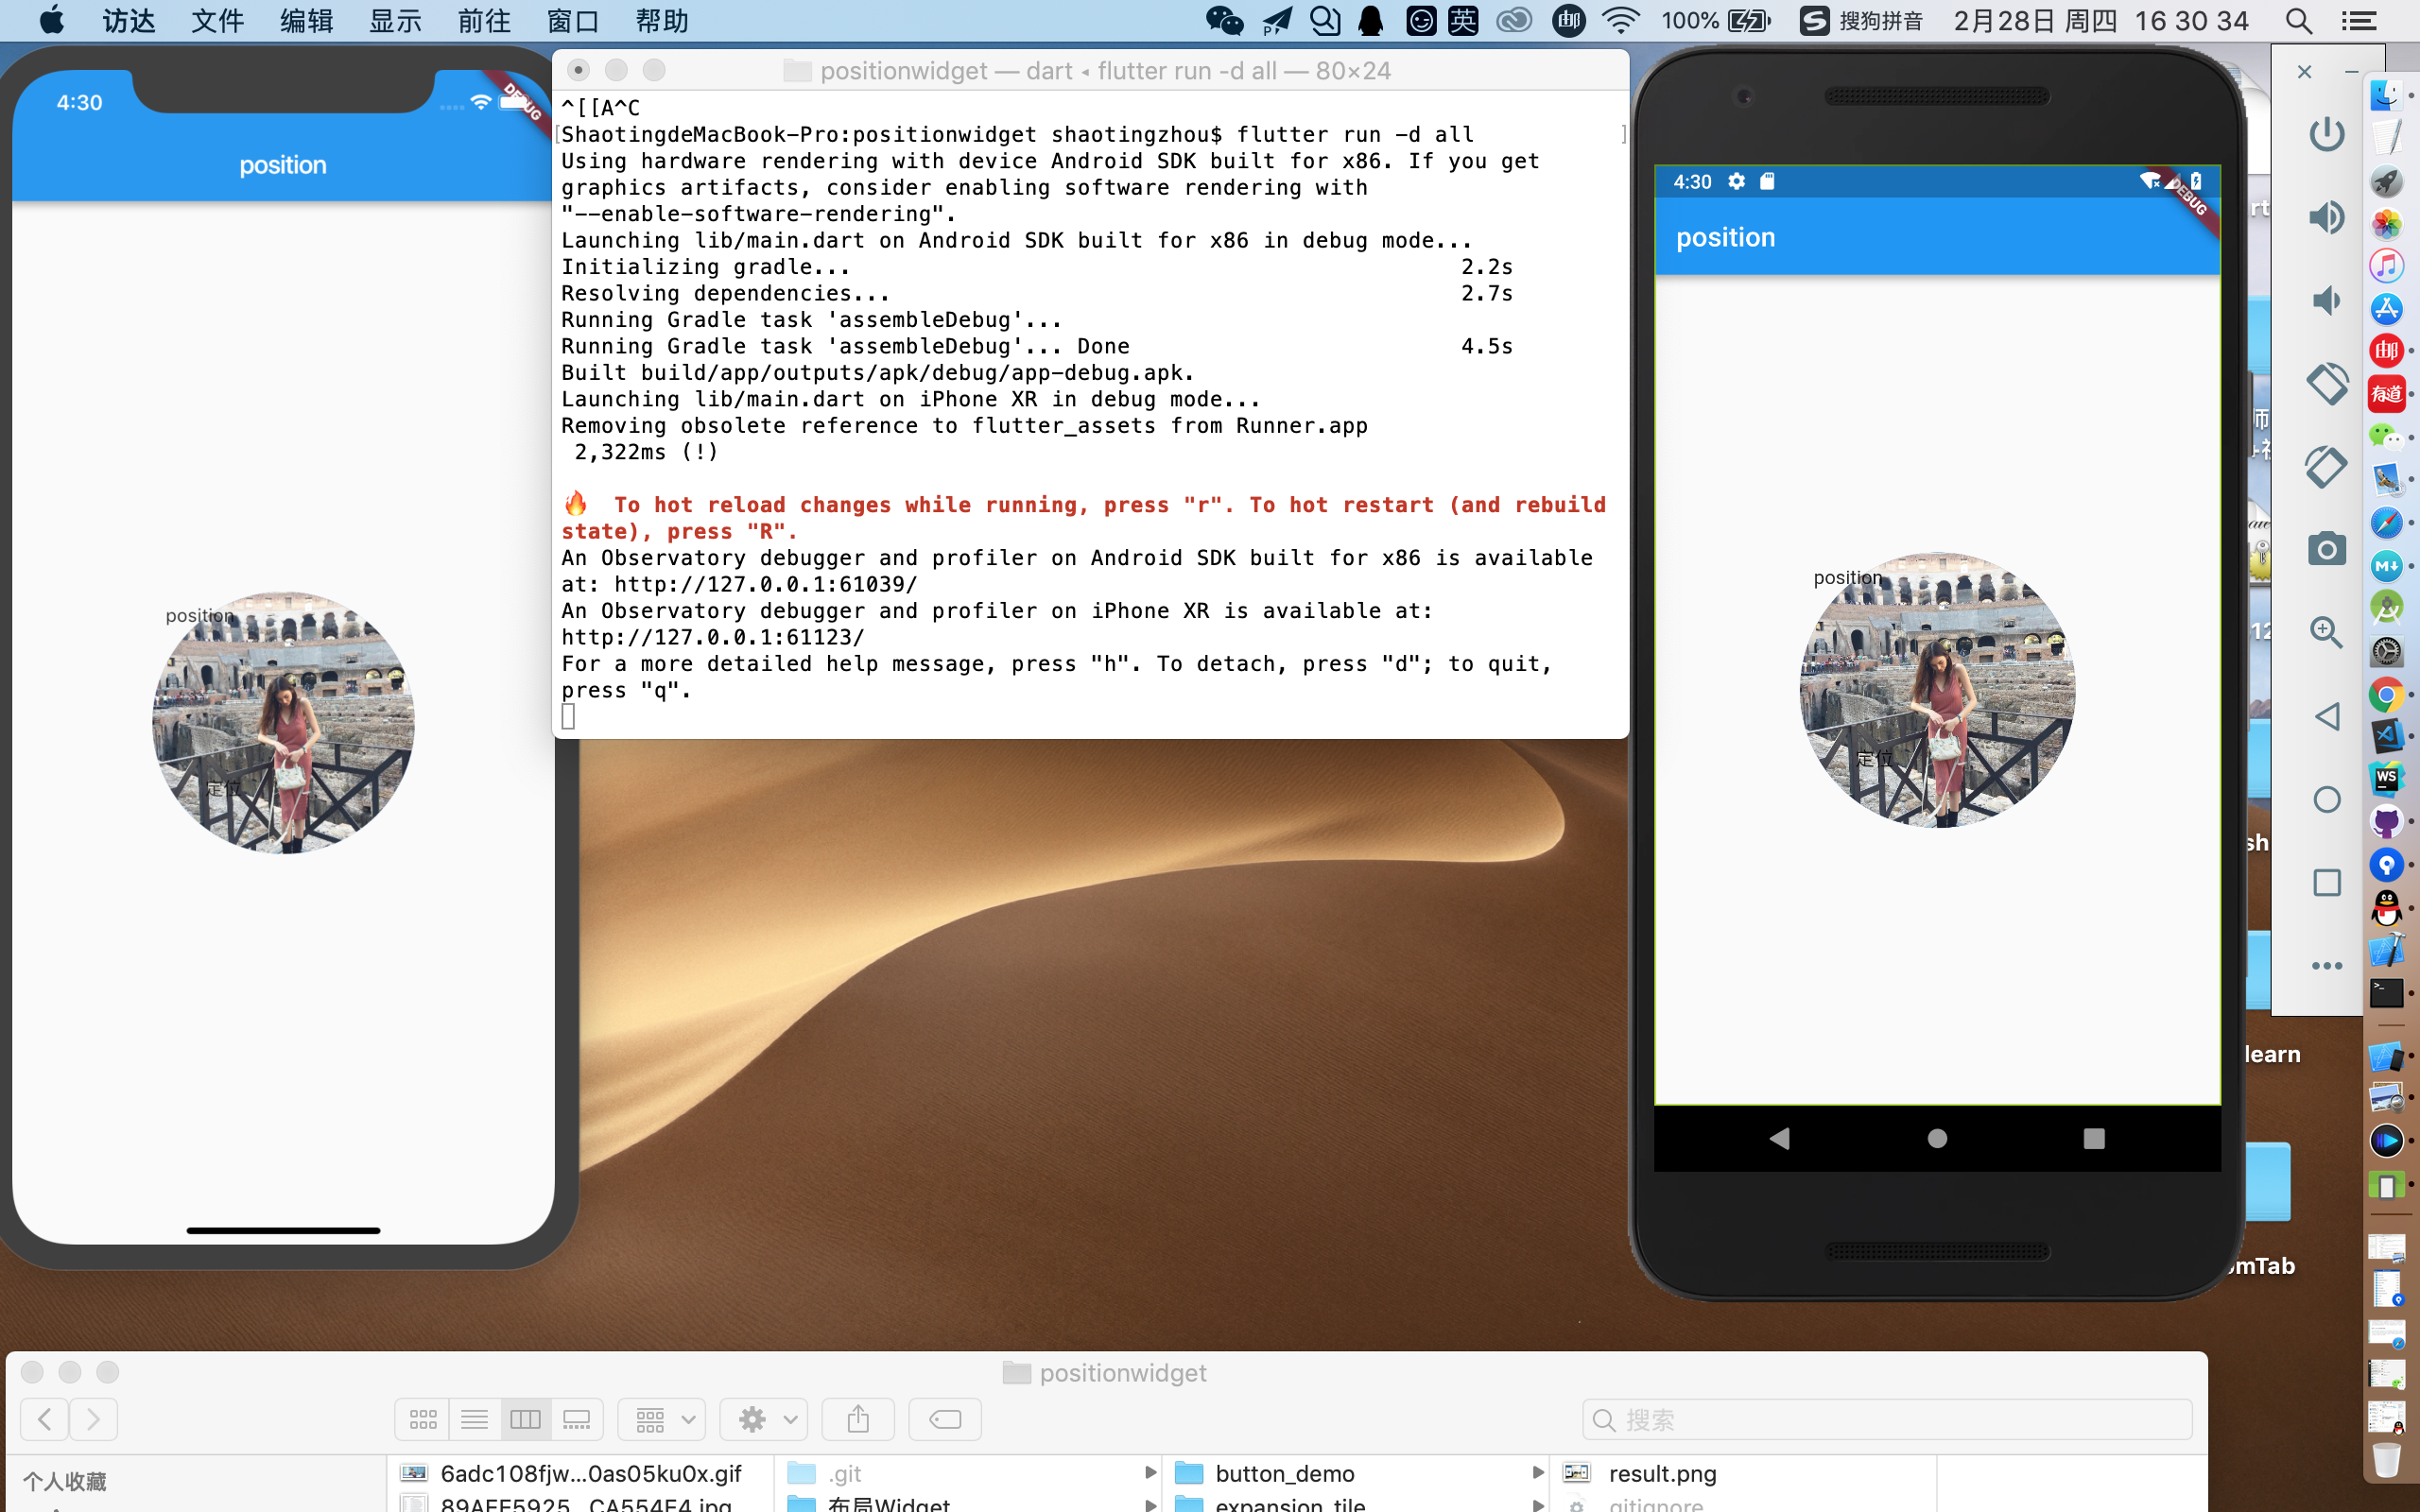 访达 文件 编辑 显示 前往 窗口 帮助
英 邮 100% 搜狗拼音 2月28日 周四 16 30 34
4:30
DEBUG
position
position
定位
positionwidget — dart ◂ flutter run -d all — 80×24
^[[A^C
[ShaotingdeMacBook-Pro:positionwidget shaotingzhou$ flutter run -d all ]
Using hardware rendering with device Android SDK built for x86. If you get
graphics artifacts, consider enabling software rendering with
"--enable-software-rendering".
Launching lib/main.dart on Android SDK built for x86 in debug mode...
Initializing gradle... 2.2s
Resolving dependencies... 2.7s
Running Gradle task 'assembleDebug'...
Running Gradle task 'assembleDebug'... Done 4.5s
Built build/app/outputs/apk/debug/app-debug.apk.
Launching lib/main.dart on iPhone XR in debug mode...
Removing obsolete reference to flutter_assets from Runner.app
2,322ms (!)
🔥 To hot reload changes while running, press "r". To hot restart (and rebuild
state), press "R".
An Observatory debugger and profiler on Android SDK built for x86 is available
at: http://127.0.0.1:61039/
An Observatory debugger and profiler on iPhone XR is available at:
http://127.0.0.1:61123/
For a more detailed help message, press "h". To detach, press "d"; to quit,
press "q".
4:30
DEBUG
position
position
定位
邮
有道
M↓
WS
rt
师
12
sh
learn
omTab
positionwidget
搜索
个人收藏
6adc108fjw...0as05ku0x.gif
.git
button_demo
result.png
89AFF5925...CA554F4.jpg
布局Widget
expansion_tile
gitignore